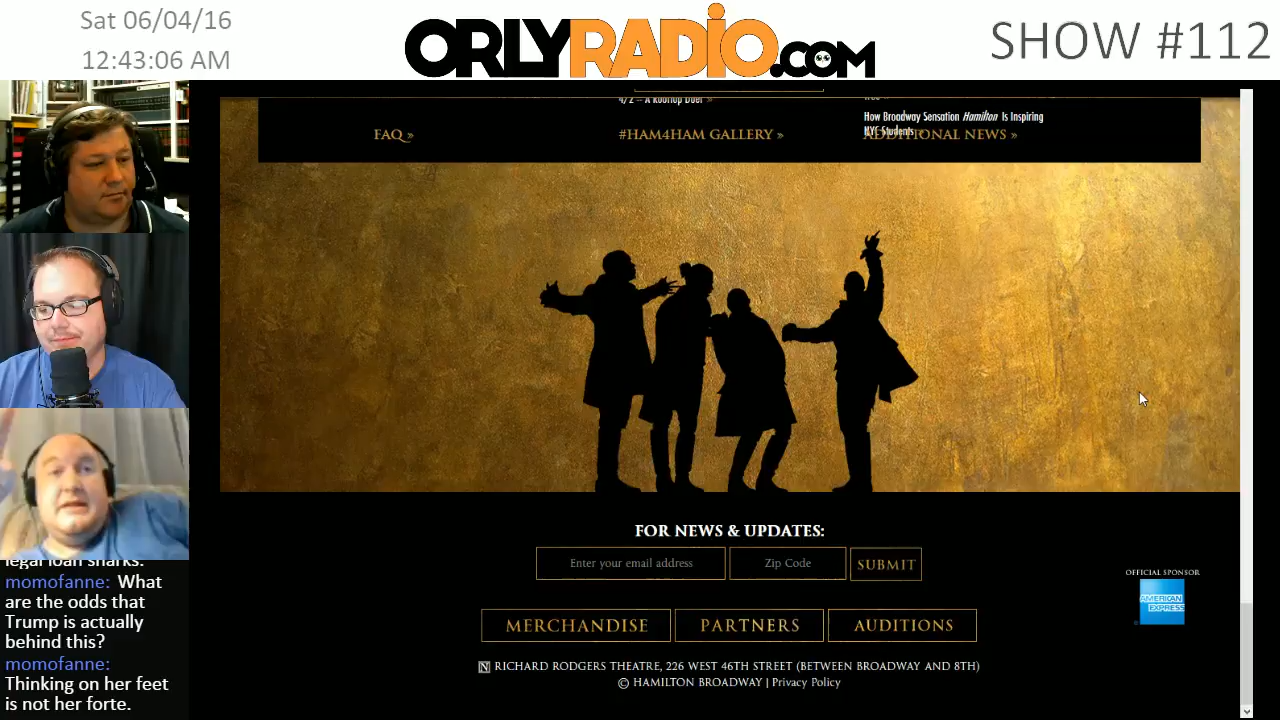 Sat 06/04/16
12:43:06 AM
ORLYRADIO.COM
SHOW #112
4/2 -- A Rooftop Duet »
How Broadway Sensation Hamilton Is Inspiring
NYC Students
FAQ »
#HAM4HAM GALLERY »
ADDITIONAL NEWS »
FOR NEWS & UPDATES:
Enter your email address
Zip Code
SUBMIT
OFFICIAL SPONSOR
AMERICAN
EXPRESS
MERCHANDISE
PARTNERS
AUDITIONS
N RICHARD RODGERS THEATRE, 226 WEST 46TH STREET (BETWEEN BROADWAY AND 8TH)
© HAMILTON BROADWAY | Privacy Policy
legal loan sharks.
momofanne: What
are the odds that
Trump is actually
behind this?
momofanne:
Thinking on her feet
is not her forte.